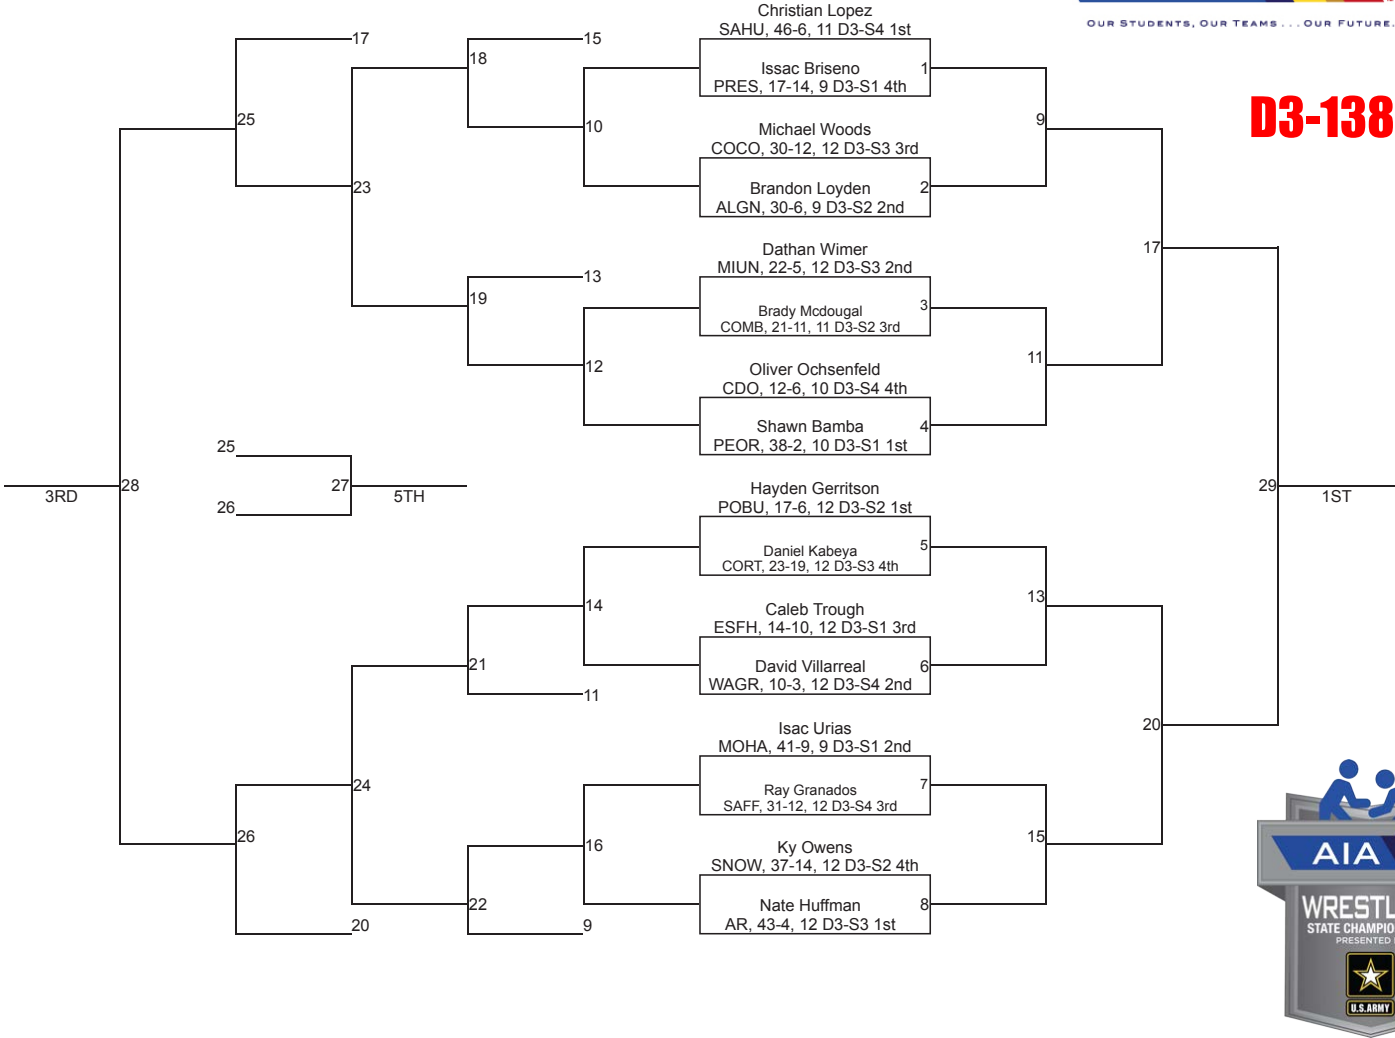 OUR STUDENTS, OUR TEAMS . . . OUR FUTURE.
D3-138
Christian Lopez
SAHU, 46-6, 11 D3-S4 1st
Issac Briseno
1
PRES, 17-14, 9 D3-S1 4th
Michael Woods
COCO, 30-12, 12 D3-S3 3rd
Brandon Loyden
2
ALGN, 30-6, 9 D3-S2 2nd
Dathan Wimer
MIUN, 22-5, 12 D3-S3 2nd
Brady Mcdougal
3
COMB, 21-11, 11 D3-S2 3rd
Oliver Ochsenfeld
CDO, 12-6, 10 D3-S4 4th
Shawn Bamba
4
PEOR, 38-2, 10 D3-S1 1st
Hayden Gerritson
POBU, 17-6, 12 D3-S2 1st
Daniel Kabeya
5
CORT, 23-19, 12 D3-S3 4th
Caleb Trough
ESFH, 14-10, 12 D3-S1 3rd
David Villarreal
6
WAGR, 10-3, 12 D3-S4 2nd
Isac Urias
MOHA, 41-9, 9 D3-S1 2nd
Ray Granados
7
SAFF, 31-12, 12 D3-S4 3rd
Ky Owens
SNOW, 37-14, 12 D3-S2 4th
Nate Huffman
8
AR, 43-4, 12 D3-S3 1st
9
11
13
15
17
20
29
1ST
15
10
13
12
14
11
16
9
18
19
21
22
17
23
24
20
25
26
25
26
27
5TH
28
3RD
AIA
WRESTL
STATE CHAMPIO
PRESENTED
U.S.ARMY